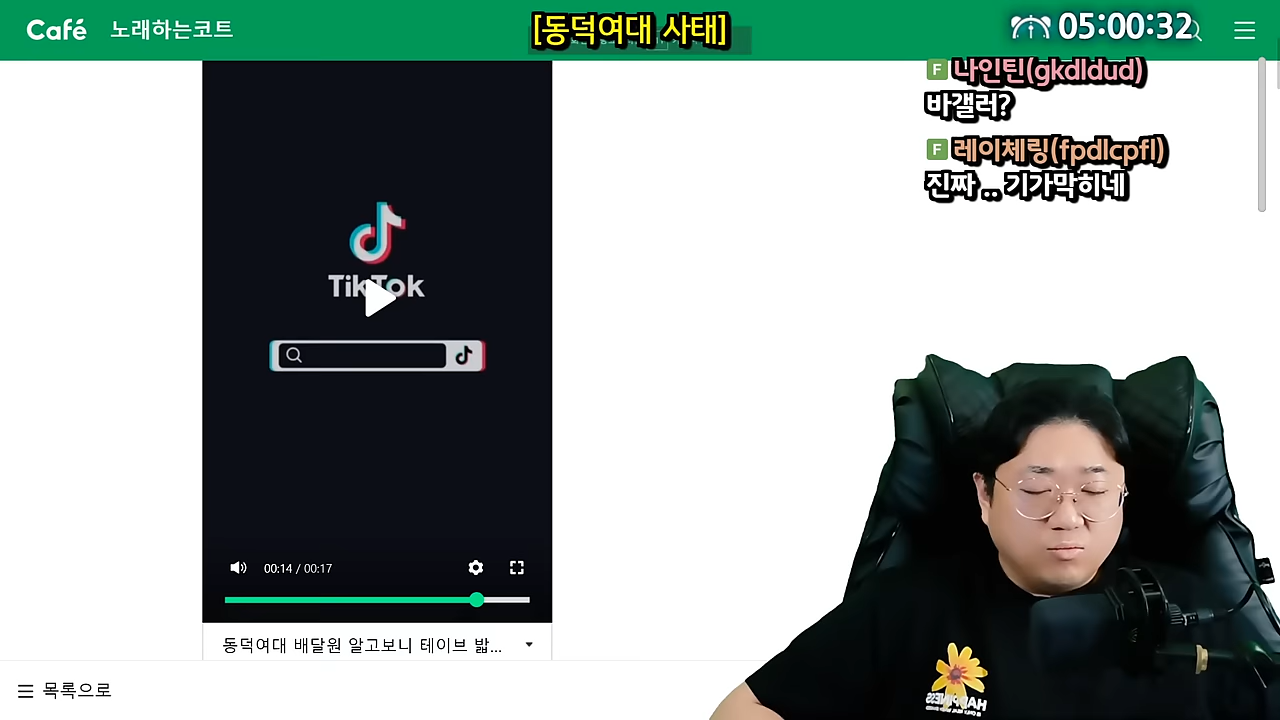 Café 노래하는코트
[동덕여대 사태]
05:00:32
F 나인틴(gkdldud)
바갤러?
F 레이체링(fpdlcpfl)
진짜 .. 기가막히네
TikTok
00:14 / 00:17
동덕여대 배달원 알고보니 테이브 밟...
목록으로
HAPPINESS